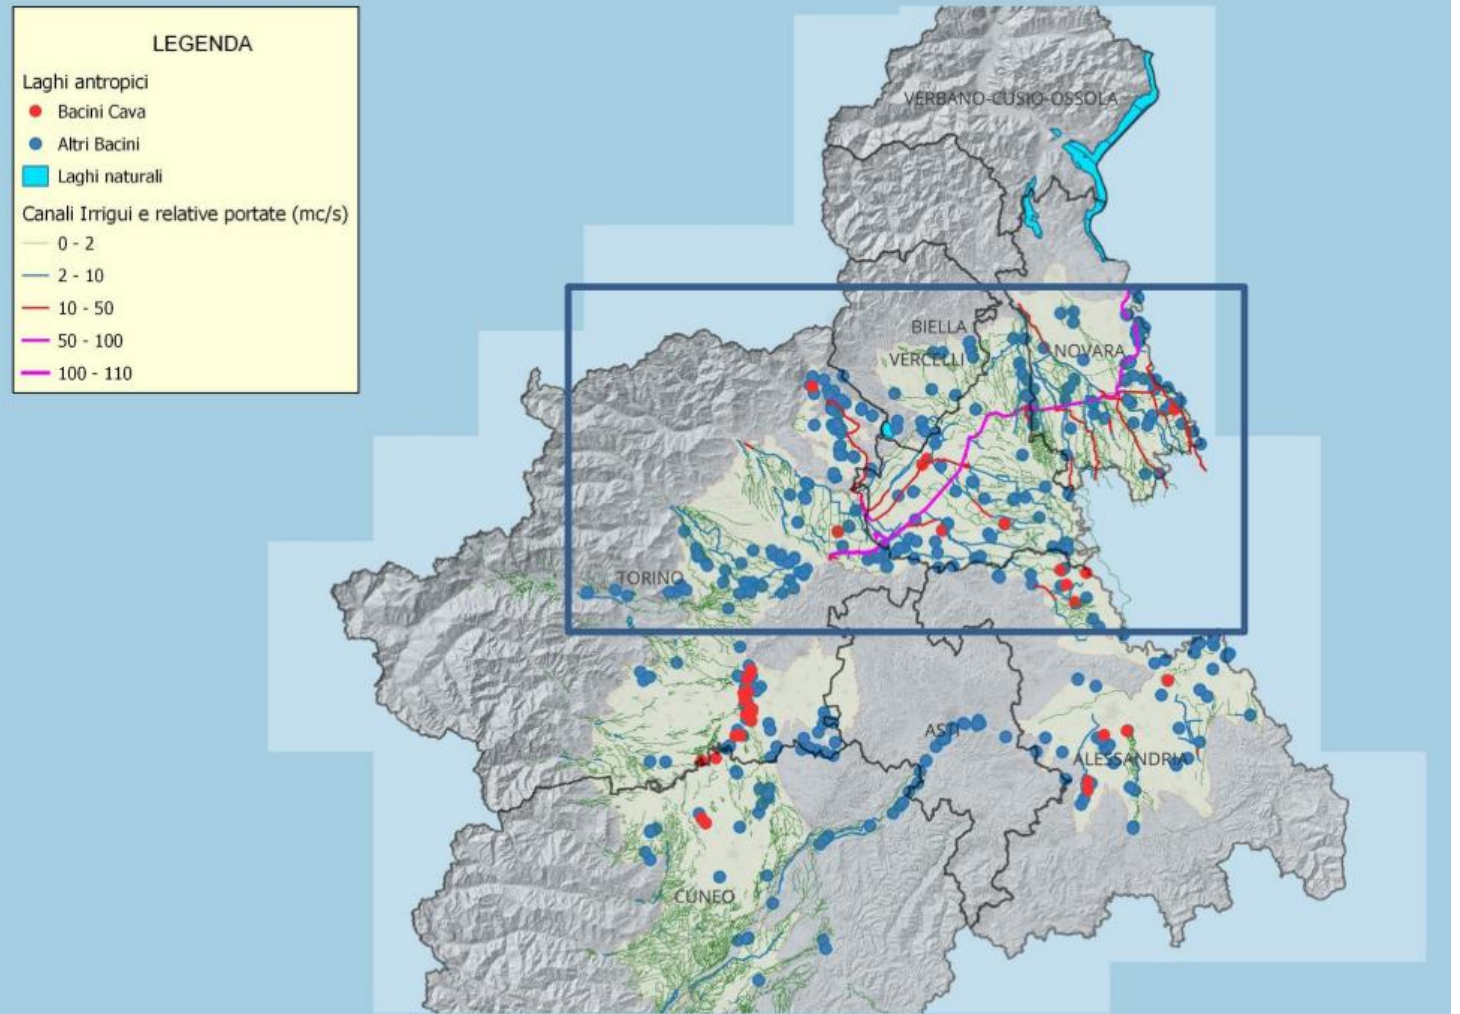 LEGENDA
Laghi antropici
Bacini Cava
Altri Bacini
Laghi naturali
Canali Irrigui e relative portate (mc/s)
0 - 2
2 - 10
10 - 50
50 - 100
100 - 110
VERBANO-CUSIO-OSSOLA
BIELLA
NOVARA
VERCELLI
TORINO
ASTI
ALESSANDRIA
CUNEO